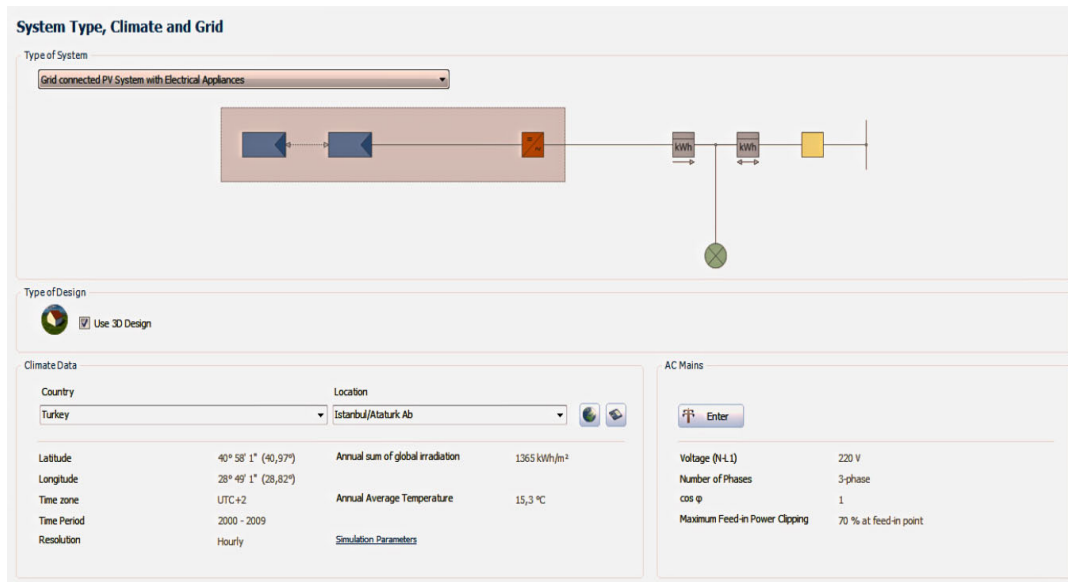 System Type, Climate and Grid
Type of System
Grid connected PV System with Electrical Appliances
kWh kWh
Type of Design
Use 3D Design
Climate Data
AC Mains
Country Location
Turkey Istanbul/Ataturk Ab
Enter
Latitude 40° 58' 1" (40,97°) Annual sum of global irradiation 1365 kWh/m²
Voltage (N-L1) 220 V
Longitude 28° 49' 1" (28,82°)
Number of Phases 3-phase
Time zone UTC+2 Annual Average Temperature 15,3 °C
cos φ 1
Time Period 2000 - 2009
Maximum Feed-in Power Clipping 70 % at feed-in point
Resolution Hourly Simulation Parameters